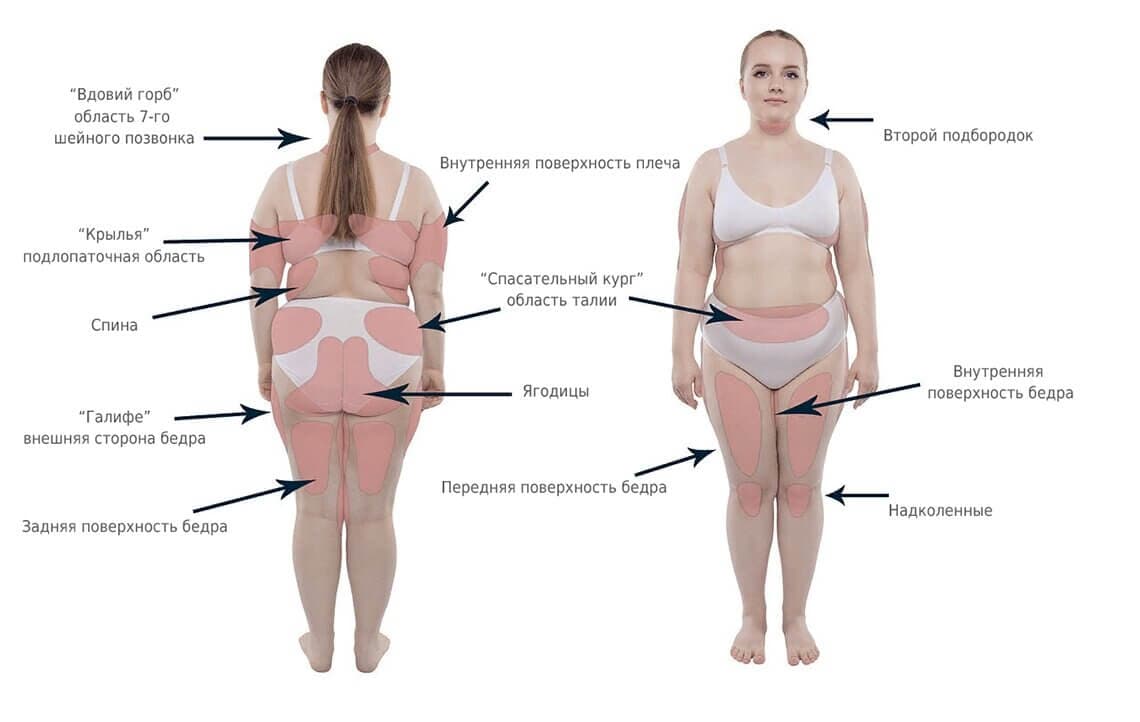 “Вдовий горб”
область 7-го
шейного позвонка
Внутренняя поверхность плеча
“Крылья”
подлопаточная область
Спина
“Спасательный кург”
область талии
Ягодицы
“Галифе”
внешняя сторона бедра
Задняя поверхность бедра
Второй подбородок
Внутренняя
поверхность бедра
Передняя поверхность бедра
Надколенные